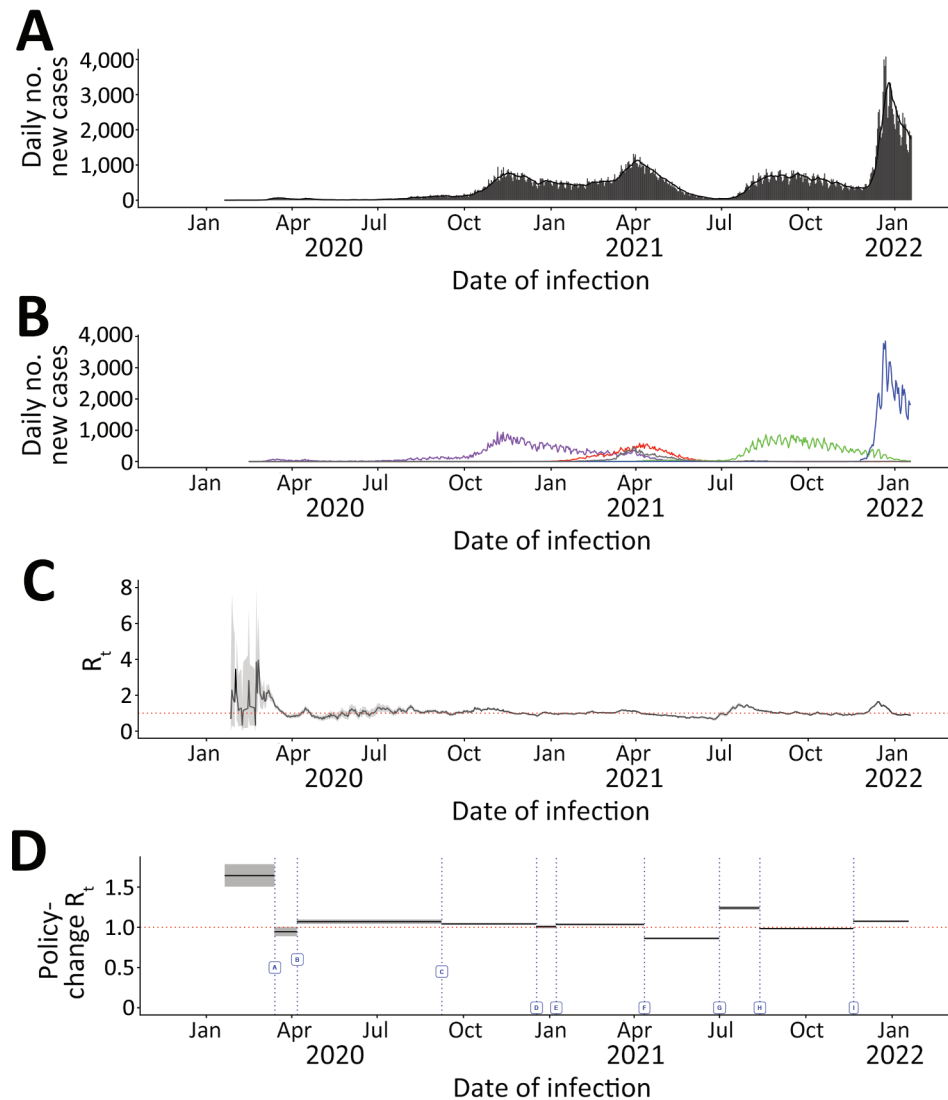 A
Daily no.
new cases
4,000
3,000
2,000
1,000
0
Jan Apr Jul Oct Jan Apr Jul Oct Jan
2020 2021 2022
Date of infection
B
Daily no.
new cases
4,000
3,000
2,000
1,000
0
Jan Apr Jul Oct Jan Apr Jul Oct Jan
2020 2021 2022
Date of infection
C
Rt
8
6
4
2
0
Jan Apr Jul Oct Jan Apr Jul Oct Jan
2020 2021 2022
Date of infection
D
Policy-
change Rt
1.5
1.0
0.5
0
A B C D E F G H I
Jan Apr Jul Oct Jan Apr Jul Oct Jan
2020 2021 2022
Date of infection